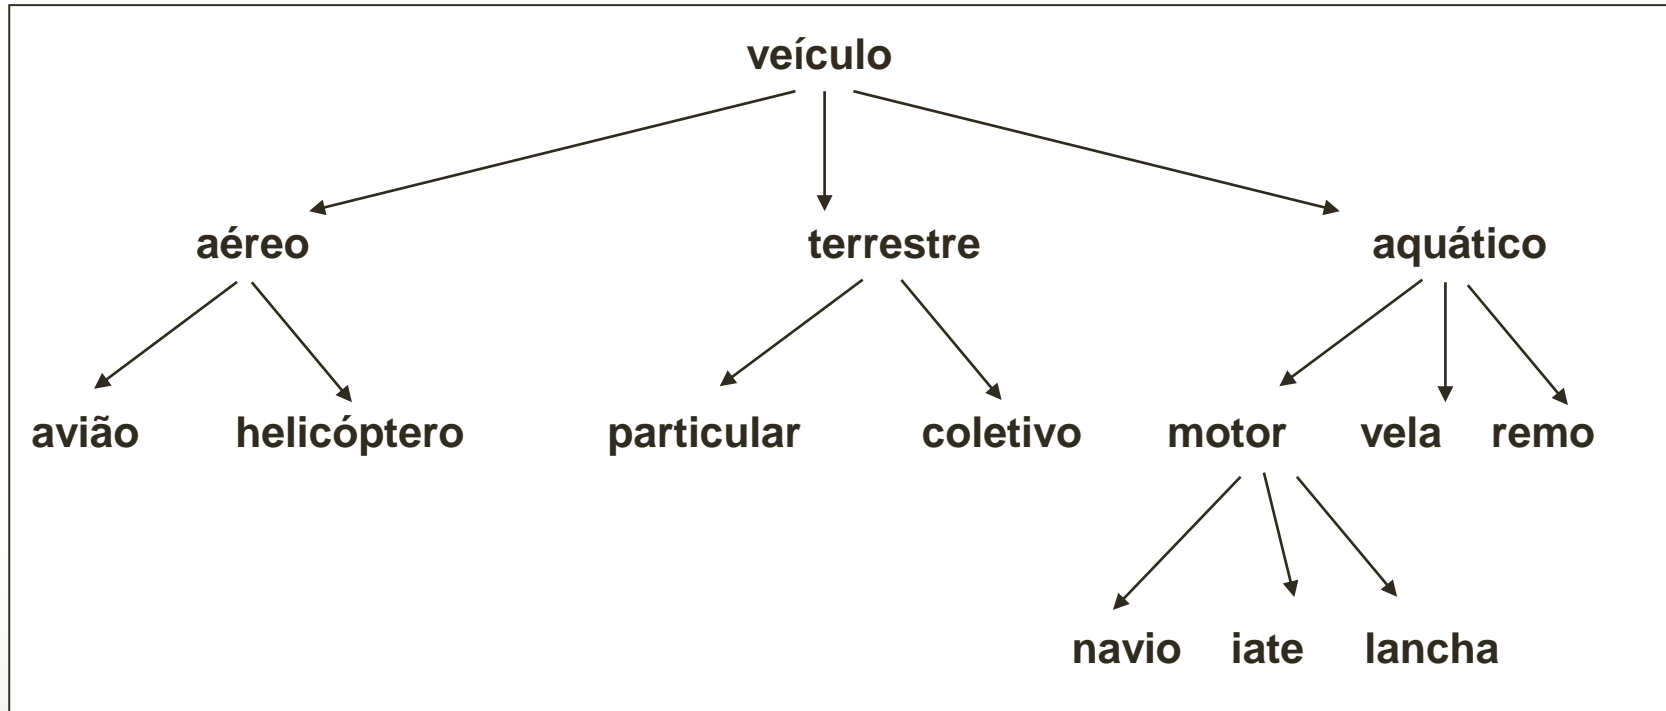 veículo
aéreo terrestre aquático
avião helicóptero particular coletivo motor vela remo
navio iate lancha